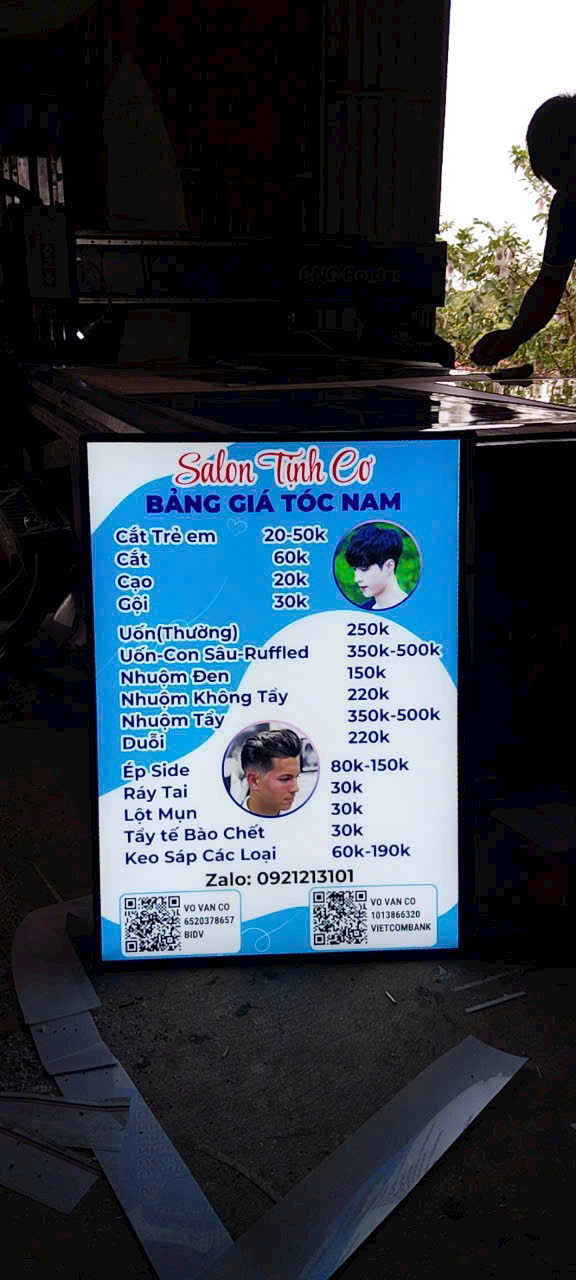 Salon Tịnh Cơ
BẢNG GIÁ TÓC NAM
Cắt Trẻ em 20-50k
Cắt 60k
Cạo 20k
Gội 30k
Uốn(Thường) 250k
Uốn-Con Sâu-Ruffled 350k-500k
Nhuộm Đen 150k
Nhuộm Không Tẩy 220k
Nhuộm Tẩy 350k-500k
Duỗi 220k
Ép Side 80k-150k
Ráy Tai 30k
Lột Mụn 30k
Tẩy tế Bào Chết 30k
Keo Sáp Các Loại 60k-190k
Zalo: 0921213101
VO VAN CO
6520378657
BIDV
VO VAN CO
1013866320
VIETCOMBANK